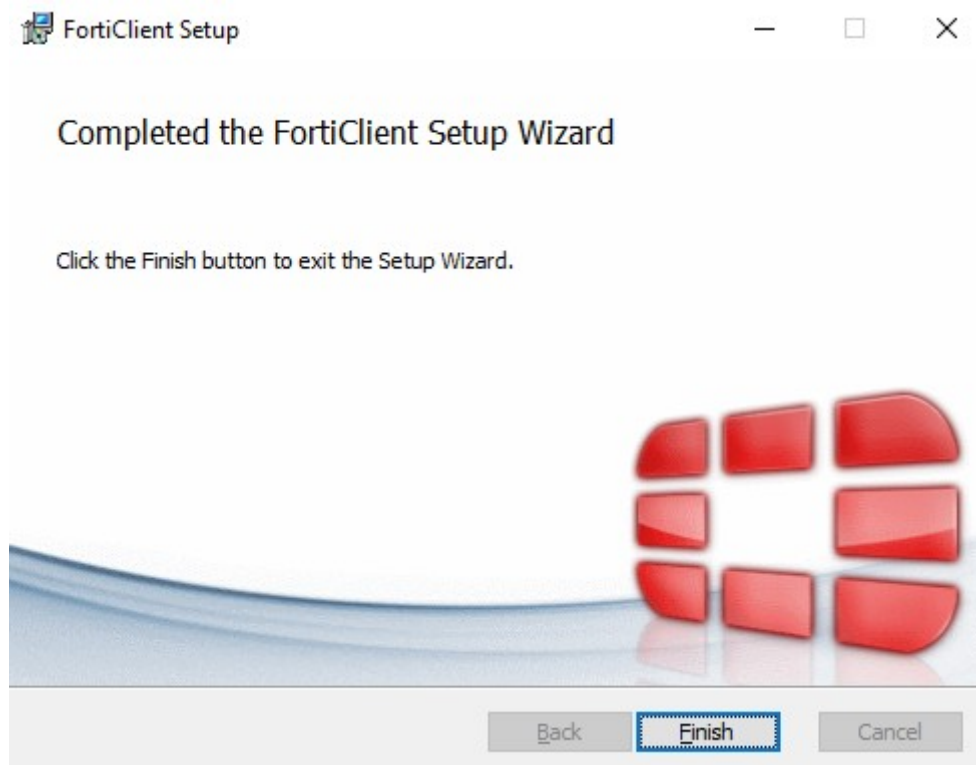 FortiClient Setup
Completed the FortiClient Setup Wizard
Click the Finish button to exit the Setup Wizard.
Back Finish Cancel